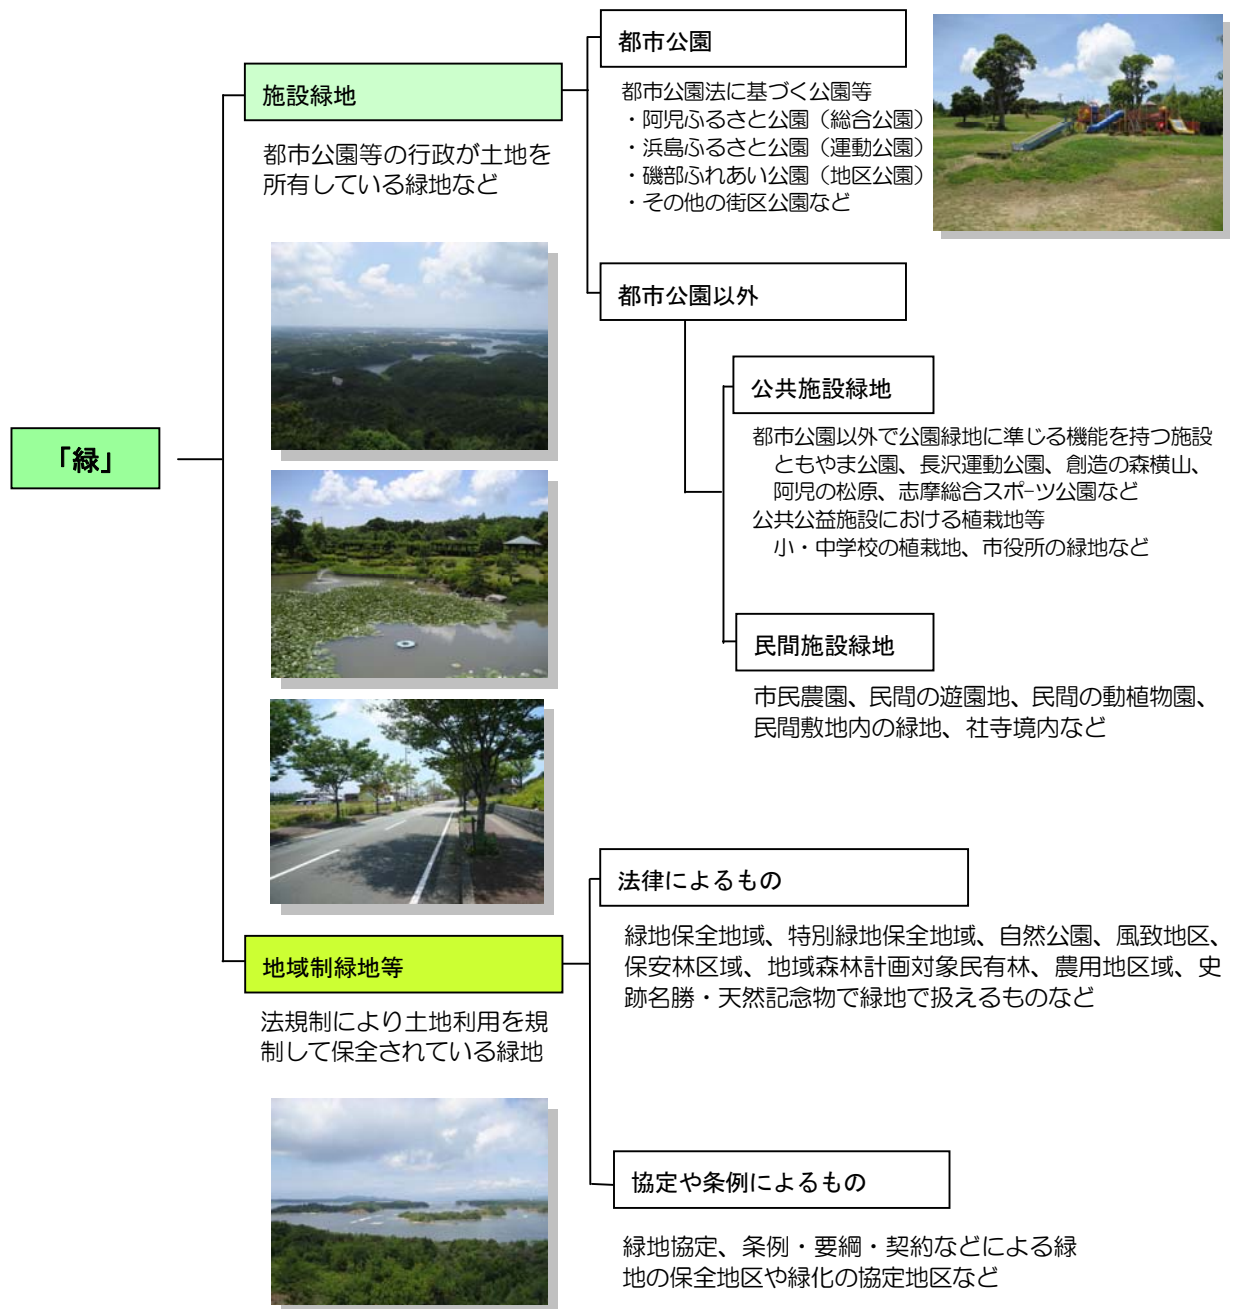 「緑」
施設緑地
都市公園等の行政が土地を
所有している緑地など
都市公園
都市公園法に基づく公園等
・阿児ふるさと公園（総合公園）
・浜島ふるさと公園（運動公園）
・磯部ふれあい公園（地区公園）
・その他の街区公園など
都市公園以外
公共施設緑地
都市公園以外で公園緑地に準じる機能を持つ施設
ともやま公園、長沢運動公園、創造の森横山、
阿児の松原、志摩総合スポーツ公園など
公共公益施設における植栽地等
小・中学校の植栽地、市役所の緑地など
民間施設緑地
市民農園、民間の遊園地、民間の動植物園、
民間敷地内の緑地、社寺境内など
地域制緑地等
法規制により土地利用を規
制して保全されている緑地
法律によるもの
緑地保全地域、特別緑地保全地域、自然公園、風致地区、
保安林区域、地域森林計画対象民有林、農用地区域、史
跡名勝・天然記念物で緑地で扱えるものなど
協定や条例によるもの
緑地協定、条例・要綱・契約などによる緑
地の保全地区や緑化の協定地区など